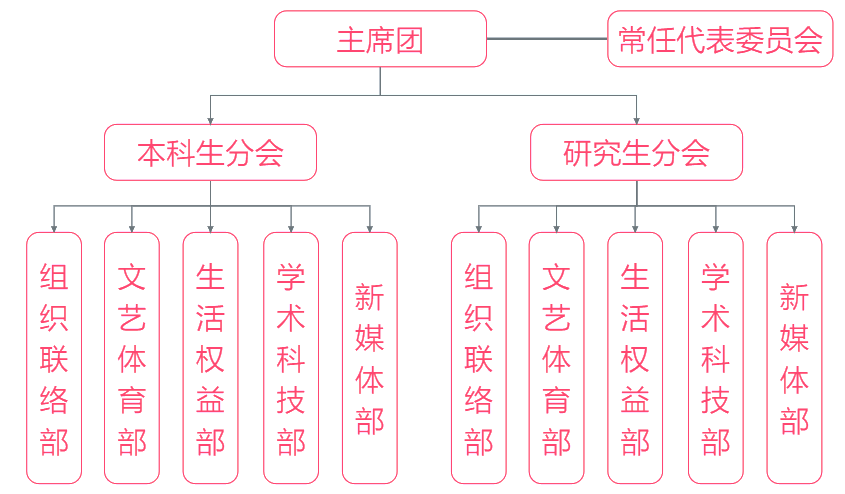 主席团
常任代表委员会
本科生分会
研究生分会
组织联络部
文艺体育部
生活权益部
学术科技部
新媒体部
组织联络部
文艺体育部
生活权益部
学术科技部
新媒体部